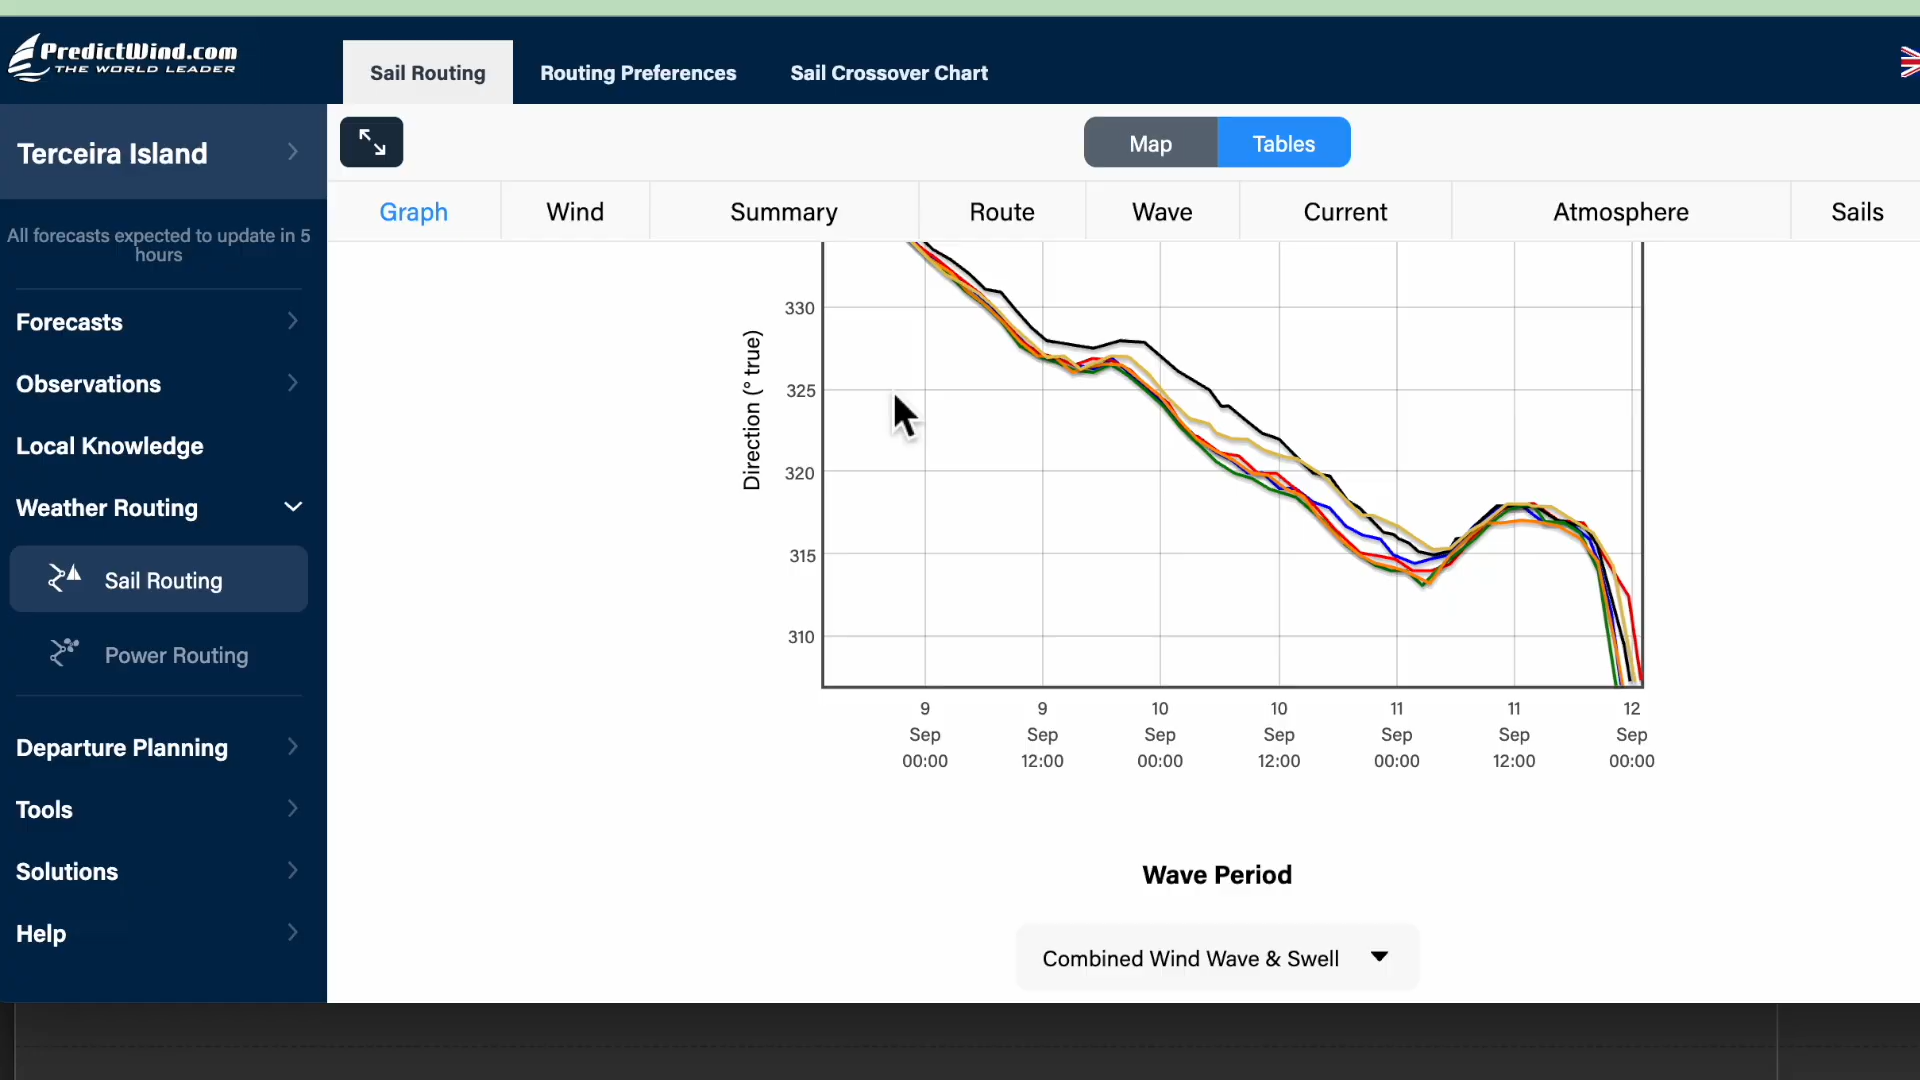 PredictWind.com
THE WORLD LEADER
Sail Routing
Routing Preferences
Sail Crossover Chart
Terceira Island
All forecasts expected to update in 5
hours
Forecasts
Observations
Local Knowledge
Weather Routing
Sail Routing
Power Routing
Departure Planning
Tools
Solutions
Help
Map
Tables
Graph
Wind
Summary
Route
Wave
Current
Atmosphere
Sails
Direction (° true)
330
325
320
315
310
9 9 10 10 11 11 12
Sep Sep Sep Sep Sep Sep Sep
00:00 12:00 00:00 12:00 00:00 12:00 00:00
Wave Period
Combined Wind Wave & Swell